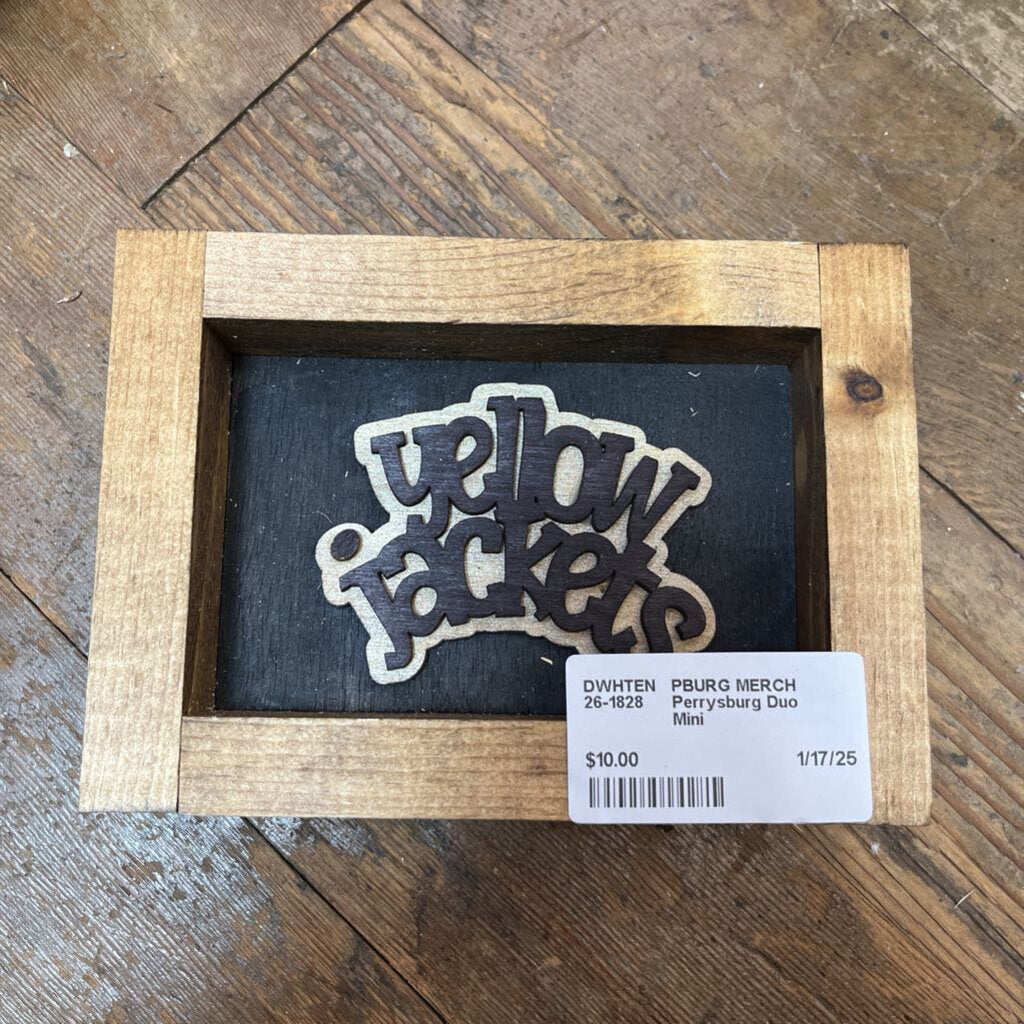 yellow
jackets
DWHTEN PBURG MERCH
26-1828 Perrysburg Duo
Mini
$10.00 1/17/25